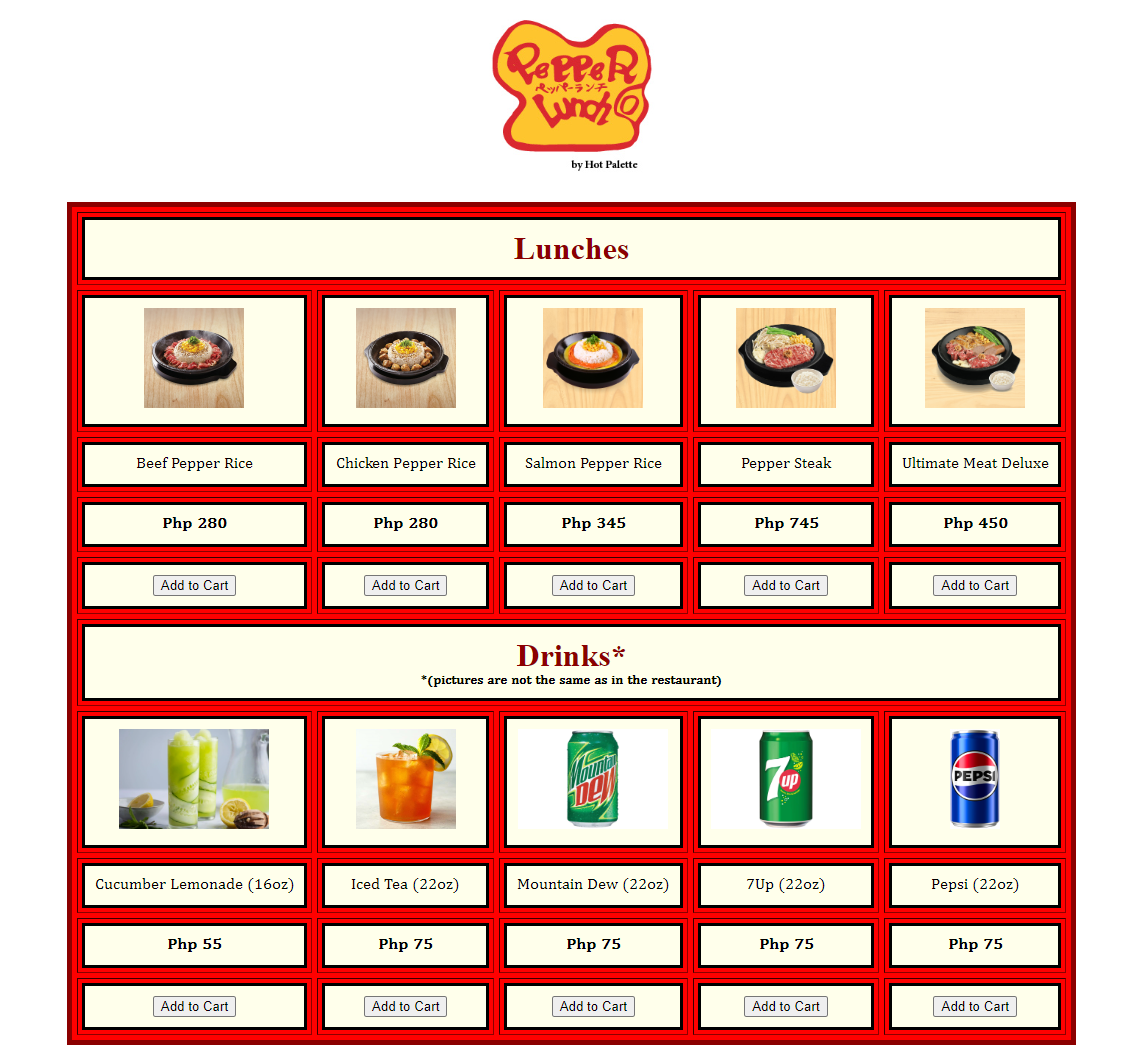 PePPeR
ペッパーランチ
Lunch
by Hot Palette
Lunches
Beef Pepper Rice
Chicken Pepper Rice
Salmon Pepper Rice
Pepper Steak
Ultimate Meat Deluxe
Php 280
Php 280
Php 345
Php 745
Php 450
Add to Cart
Add to Cart
Add to Cart
Add to Cart
Add to Cart
Drinks*
*(pictures are not the same as in the restaurant)
Mountain
Dew
7up
PEPSI
Cucumber Lemonade (16oz)
Iced Tea (22oz)
Mountain Dew (22oz)
7Up (22oz)
Pepsi (22oz)
Php 55
Php 75
Php 75
Php 75
Php 75
Add to Cart
Add to Cart
Add to Cart
Add to Cart
Add to Cart